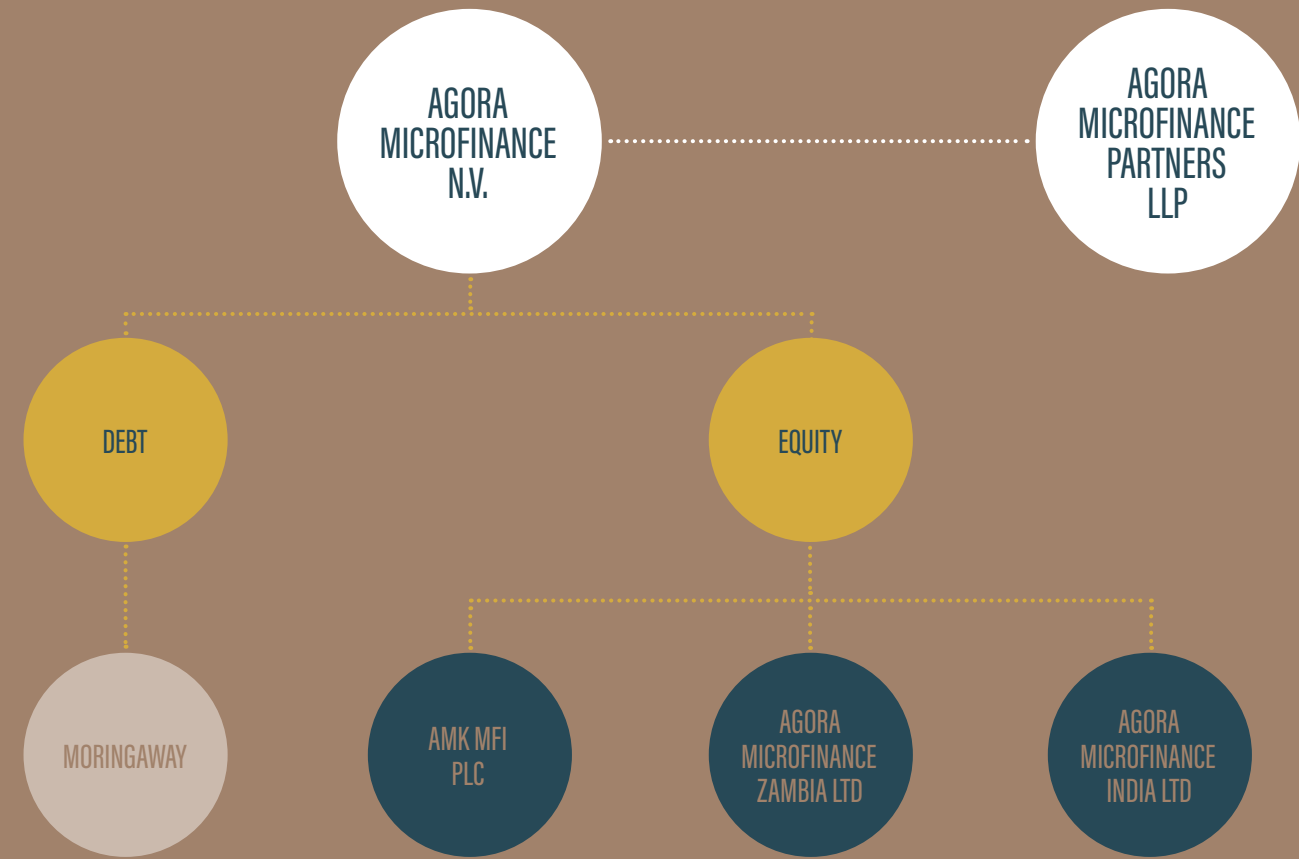 AGORA
MICROFINANCE
N.V.
AGORA
MICROFINANCE
PARTNERS
LLP
DEBT
EQUITY
MORINGAWAY
AMK MFI
PLC
AGORA
MICROFINANCE
ZAMBIA LTD
AGORA
MICROFINANCE
INDIA LTD